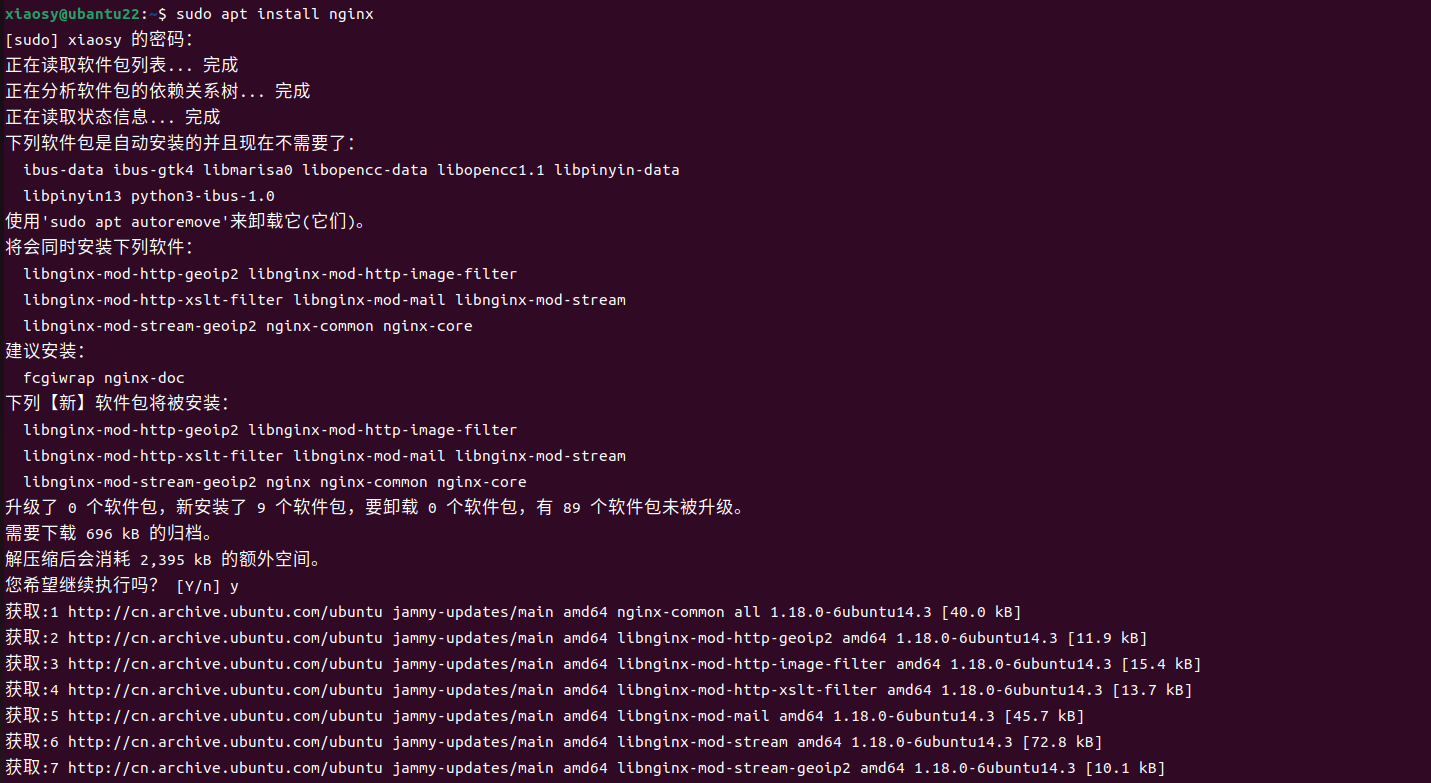 xiaosy@ubantu22:~$ sudo apt install nginx
[sudo] xiaosy 的密码：
正在读取软件包列表... 完成
正在分析软件包的依赖关系树... 完成
正在读取状态信息... 完成
下列软件包是自动安装的并且现在不需要了：
  ibus-data ibus-gtk4 libmarisa0 libopencc-data libopencc1.1 libpinyin-data
  libpinyin13 python3-ibus-1.0
使用'sudo apt autoremove'来卸载它(它们)。
将会同时安装下列软件：
  libnginx-mod-http-geoip2 libnginx-mod-http-image-filter
  libnginx-mod-http-xslt-filter libnginx-mod-mail libnginx-mod-stream
  libnginx-mod-stream-geoip2 nginx-common nginx-core
建议安装：
  fcgiwrap nginx-doc
下列【新】软件包将被安装：
  libnginx-mod-http-geoip2 libnginx-mod-http-image-filter
  libnginx-mod-http-xslt-filter libnginx-mod-mail libnginx-mod-stream
  libnginx-mod-stream-geoip2 nginx nginx-common nginx-core
升级了 0 个软件包，新安装了 9 个软件包，要卸载 0 个软件包，有 89 个软件包未被升级。
需要下载 696 kB 的归档。
解压缩后会消耗 2,395 kB 的额外空间。
您希望继续执行吗？ [Y/n] y
获取:1 http://cn.archive.ubuntu.com/ubuntu jammy-updates/main amd64 nginx-common all 1.18.0-6ubuntu14.3 [40.0 kB]
获取:2 http://cn.archive.ubuntu.com/ubuntu jammy-updates/main amd64 libnginx-mod-http-geoip2 amd64 1.18.0-6ubuntu14.3 [11.9 kB]
获取:3 http://cn.archive.ubuntu.com/ubuntu jammy-updates/main amd64 libnginx-mod-http-image-filter amd64 1.18.0-6ubuntu14.3 [15.4 kB]
获取:4 http://cn.archive.ubuntu.com/ubuntu jammy-updates/main amd64 libnginx-mod-http-xslt-filter amd64 1.18.0-6ubuntu14.3 [13.7 kB]
获取:5 http://cn.archive.ubuntu.com/ubuntu jammy-updates/main amd64 libnginx-mod-mail amd64 1.18.0-6ubuntu14.3 [45.7 kB]
获取:6 http://cn.archive.ubuntu.com/ubuntu jammy-updates/main amd64 libnginx-mod-stream amd64 1.18.0-6ubuntu14.3 [72.8 kB]
获取:7 http://cn.archive.ubuntu.com/ubuntu jammy-updates/main amd64 libnginx-mod-stream-geoip2 amd64 1.18.0-6ubuntu14.3 [10.1 kB]